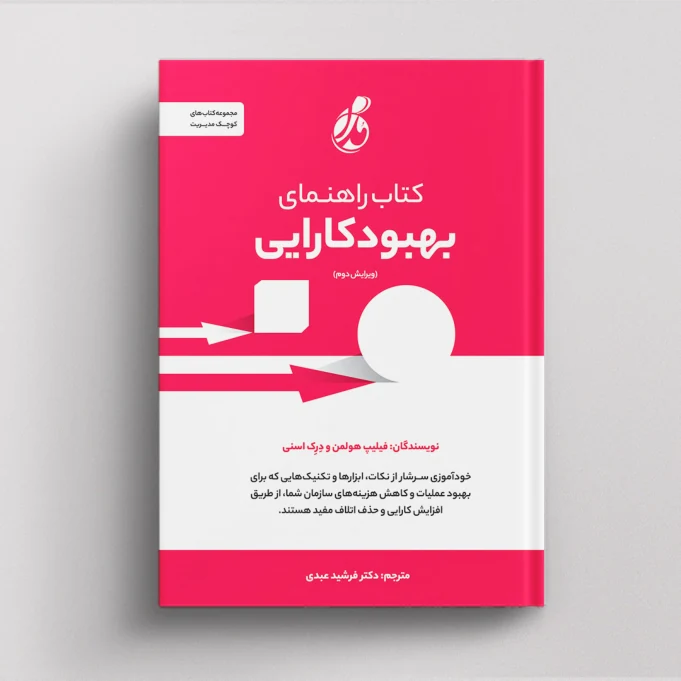 مجموعه کتاب‌های
کوچک مدیریت
کتاب راهنمای
بهبود کارایی
(ویرایش دوم)
نویسندگان: فیلیپ هولمن و دِرِک اسنی
خودآموزی سرشار از نکات، ابزارها و تکنیک‌هایی که برای
بهبود عملیات و کاهش هزینه‌های سازمان شما، از طریق
افزایش کارایی و حذف اتلاف مفید هستند.
مترجم: دکتر فرشید عبدی